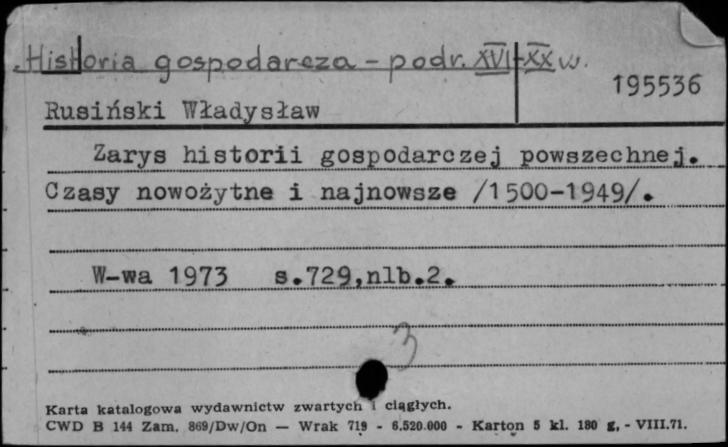 Historia gospodarcza - podr. XVI-XX w.
195536
Rusiński Władysław
Zarys historii gospodarczej powszechnej.
Czasy nowożytne i najnowsze /1500-1949/.
W-wa 1973 s.729,nlb.2.
3
Karta katalogowa wydawnictw zwartych i ciągłych.
CWD B 144 Zam. 869/Dw/On — Wrak 719 - 6.520.000 - Karton 5 kl. 180 g. - VIII.71.